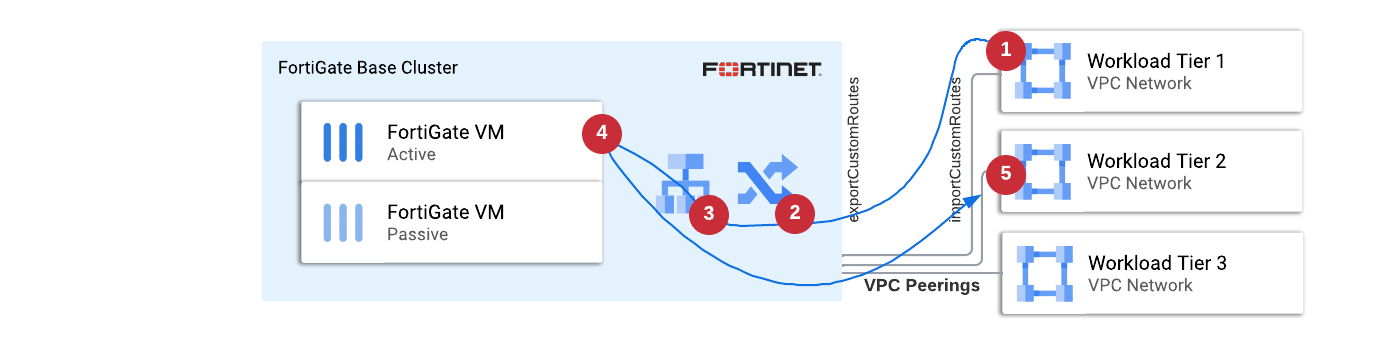 FortiGate Base Cluster
FORTINET
FortiGate VM
Active
4
FortiGate VM
Passive
3
2
exportCustomRoutes
importCustomRoutes
VPC Peerings
1
Workload Tier 1
VPC Network
5
Workload Tier 2
VPC Network
Workload Tier 3
VPC Network